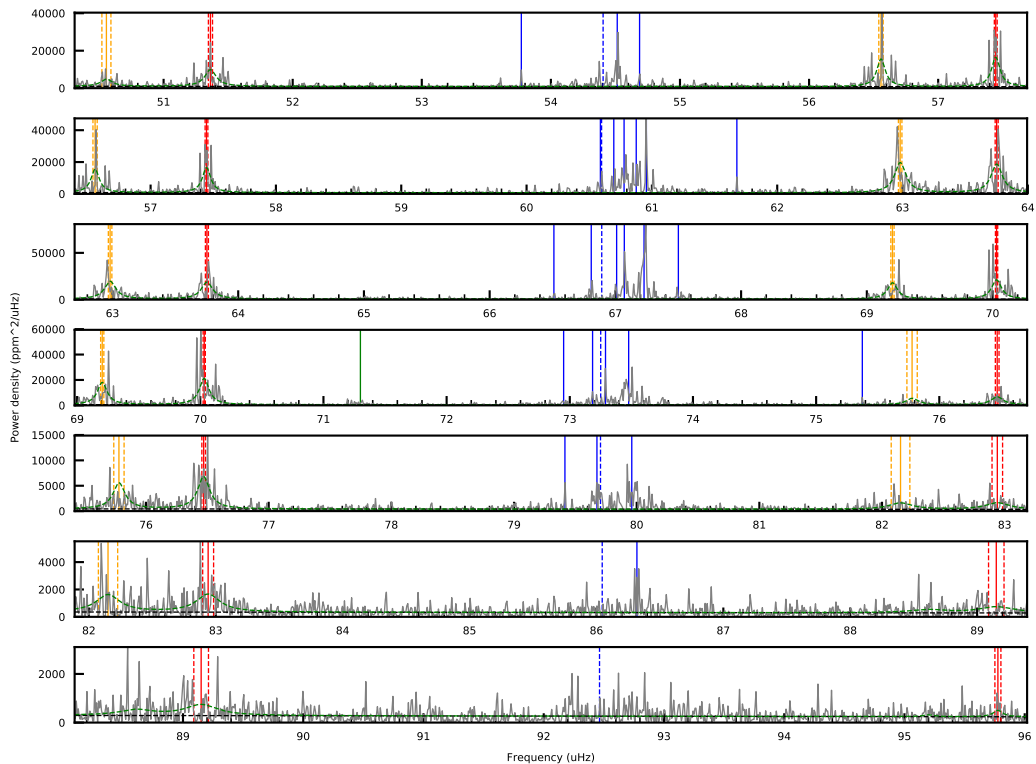 40000
20000
0
51 52 53 54 55 56 57
40000
20000
0
57 58 59 60 61 62 63 64
50000
0
63 64 65 66 67 68 69 70
60000
40000
20000
0
69 70 71 72 73 74 75 76
15000
10000
5000
0
76 77 78 79 80 81 82 83
4000
2000
0
82 83 84 85 86 87 88 89
2000
0
89 90 91 92 93 94 95 96
Power density (ppm^2/uHz)
Frequency (uHz)